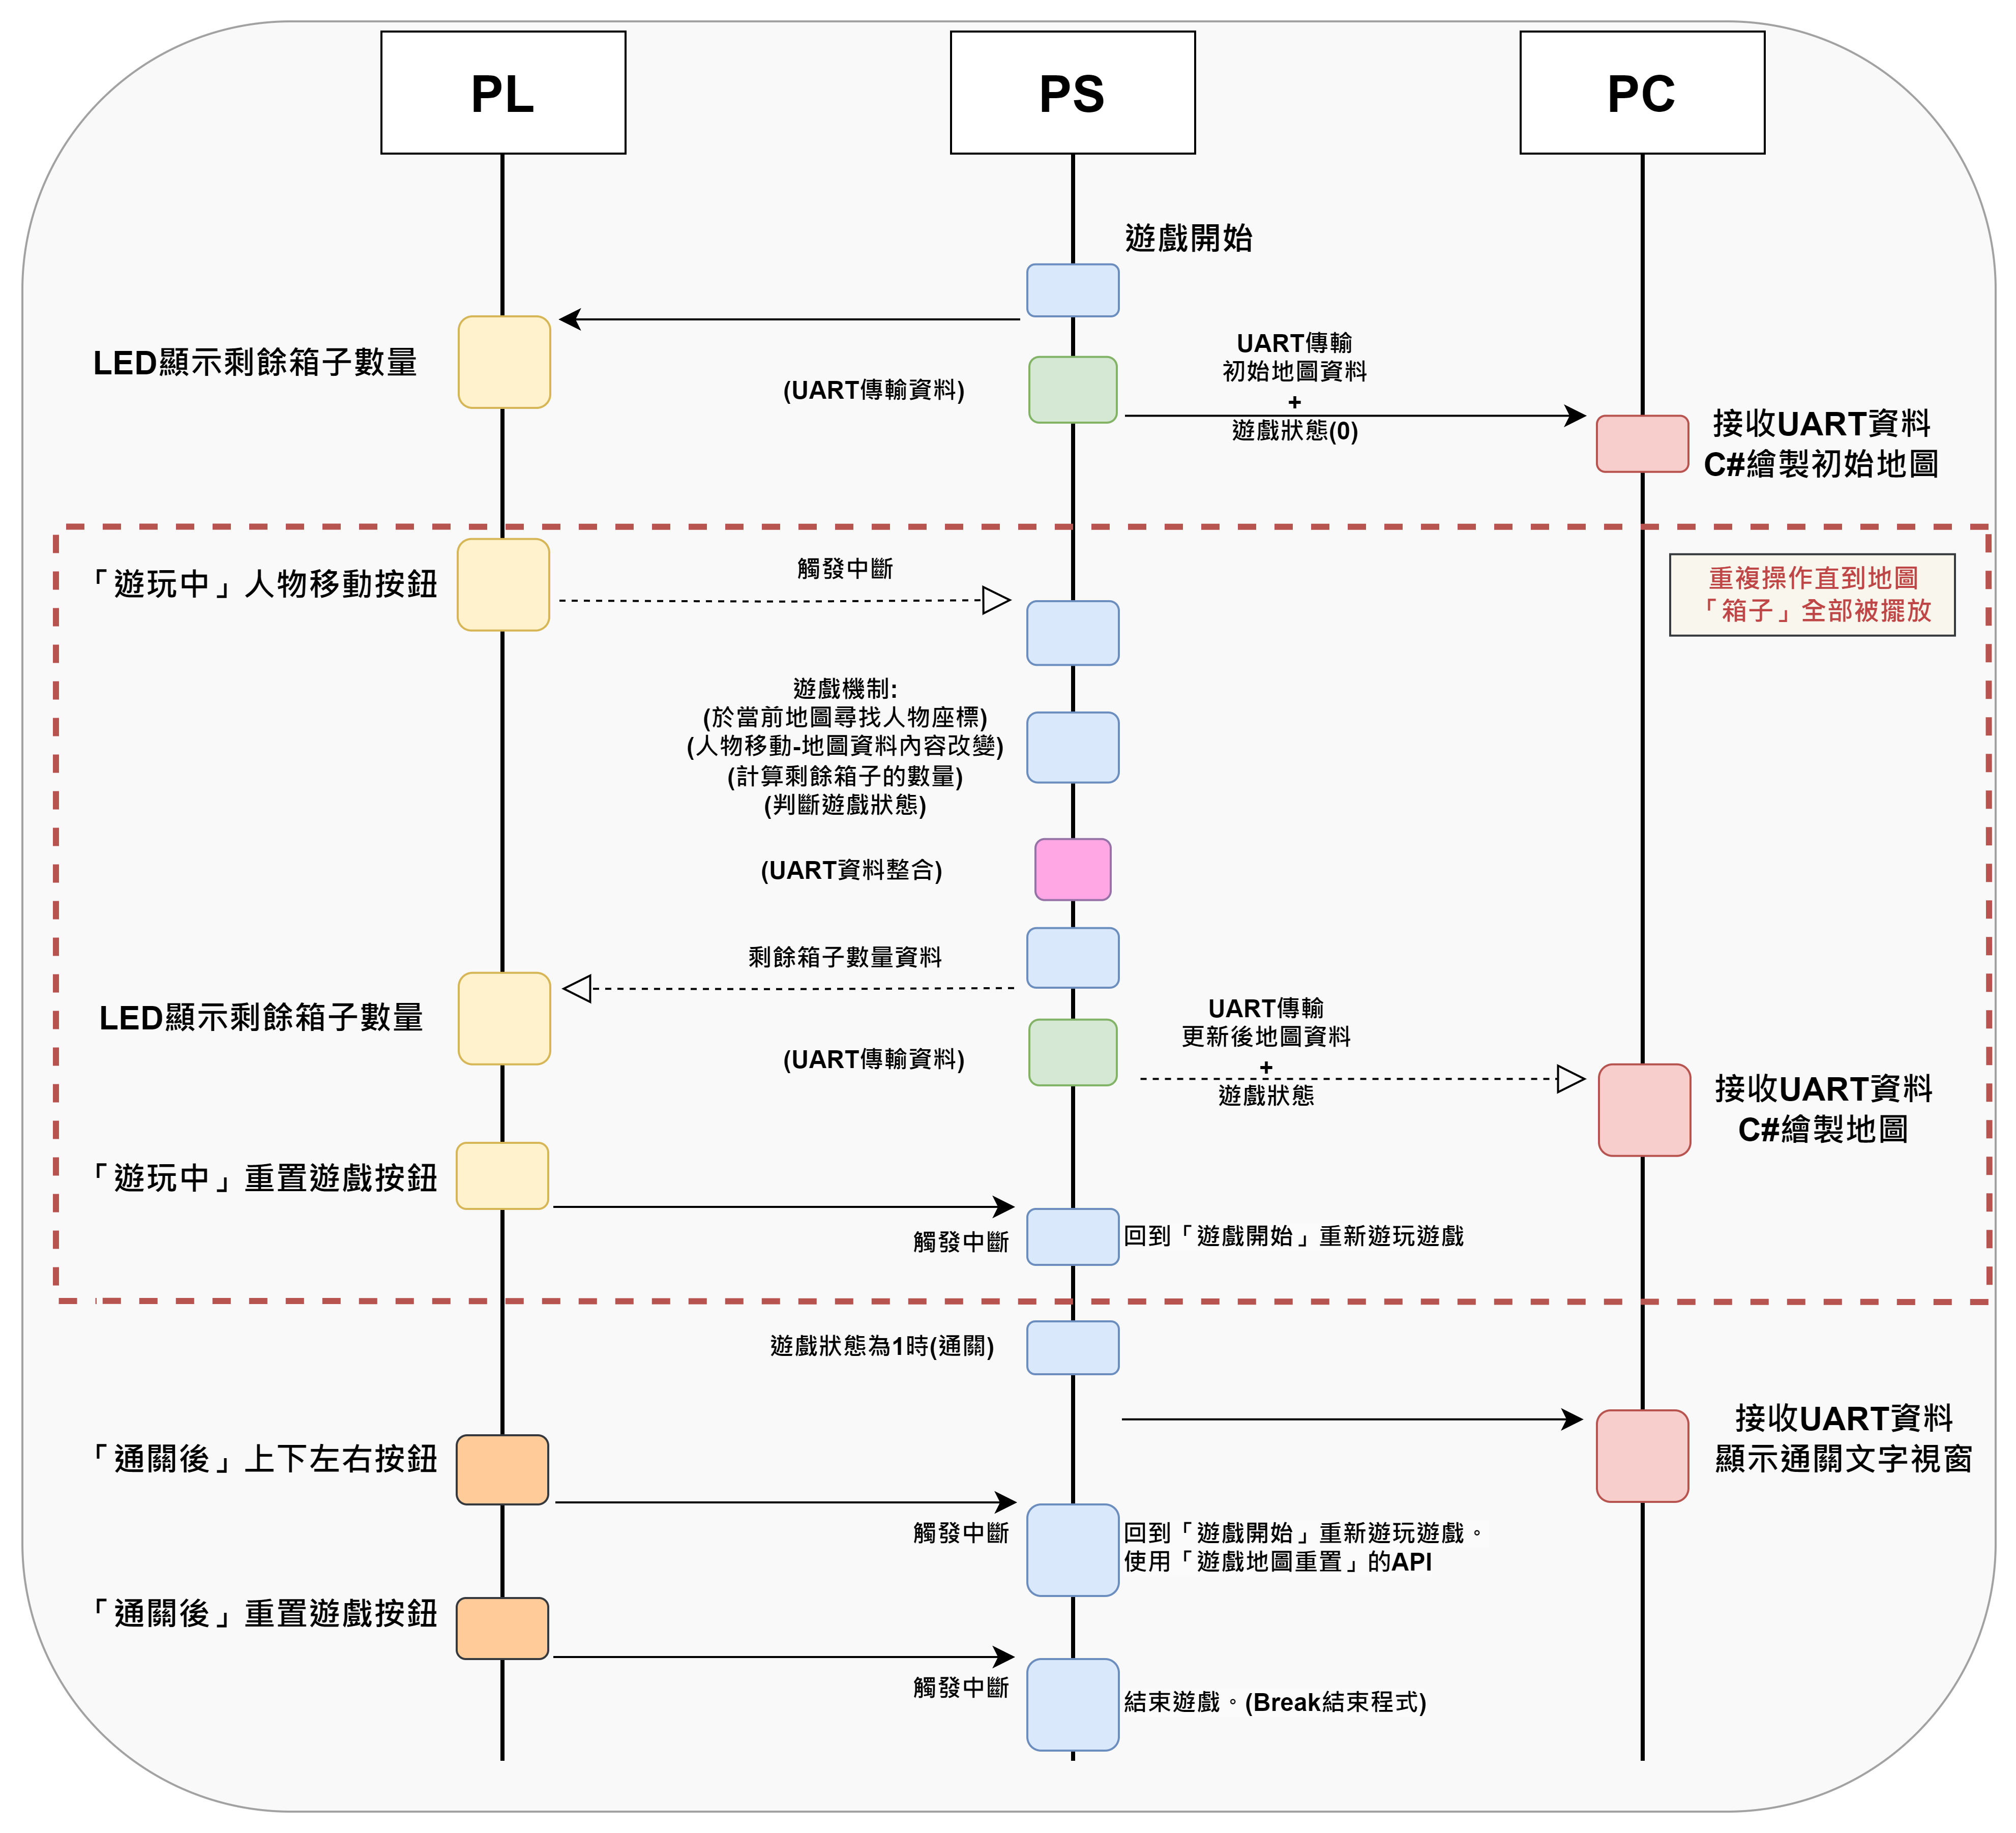 PL
PS
PC
遊戲開始
LED顯示剩餘箱子數量
(UART傳輸資料)
UART傳輸
初始地圖資料
+
遊戲狀態(0)
接收UART資料
C#繪製初始地圖
「遊玩中」人物移動按鈕
觸發中斷
重複操作直到地圖
「箱子」全部被擺放
遊戲機制:
(於當前地圖尋找人物座標)
(人物移動-地圖資料內容改變)
(計算剩餘箱子的數量)
(判斷遊戲狀態)
(UART資料整合)
剩餘箱子數量資料
LED顯示剩餘箱子數量
(UART傳輸資料)
UART傳輸
更新後地圖資料
+
遊戲狀態
接收UART資料
C#繪製地圖
「遊玩中」重置遊戲按鈕
觸發中斷
回到「遊戲開始」重新遊玩遊戲
遊戲狀態為1時(通關)
接收UART資料
顯示通關文字視窗
「通關後」上下左右按鈕
觸發中斷
回到「遊戲開始」重新遊玩遊戲。
使用「遊戲地圖重置」的API
「通關後」重置遊戲按鈕
觸發中斷
結束遊戲。(Break結束程式)